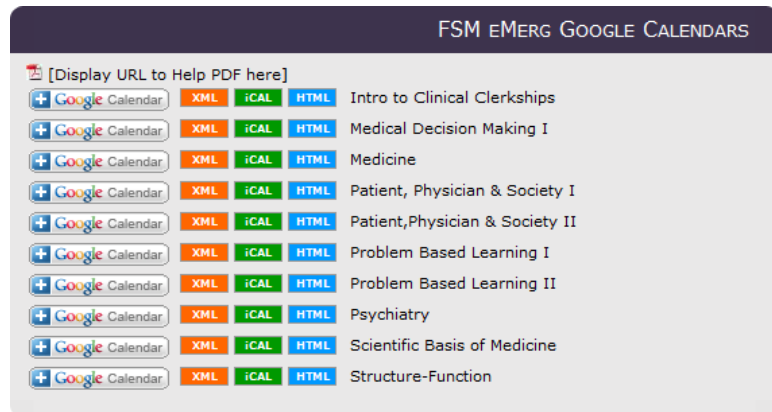 FSM eMerg Google Calendars
[Display URL to Help PDF here]
Google Calendar XML iCAL HTML Intro to Clinical Clerkships
Google Calendar XML iCAL HTML Medical Decision Making I
Google Calendar XML iCAL HTML Medicine
Google Calendar XML iCAL HTML Patient, Physician & Society I
Google Calendar XML iCAL HTML Patient,Physician & Society II
Google Calendar XML iCAL HTML Problem Based Learning I
Google Calendar XML iCAL HTML Problem Based Learning II
Google Calendar XML iCAL HTML Psychiatry
Google Calendar XML iCAL HTML Scientific Basis of Medicine
Google Calendar XML iCAL HTML Structure-Function